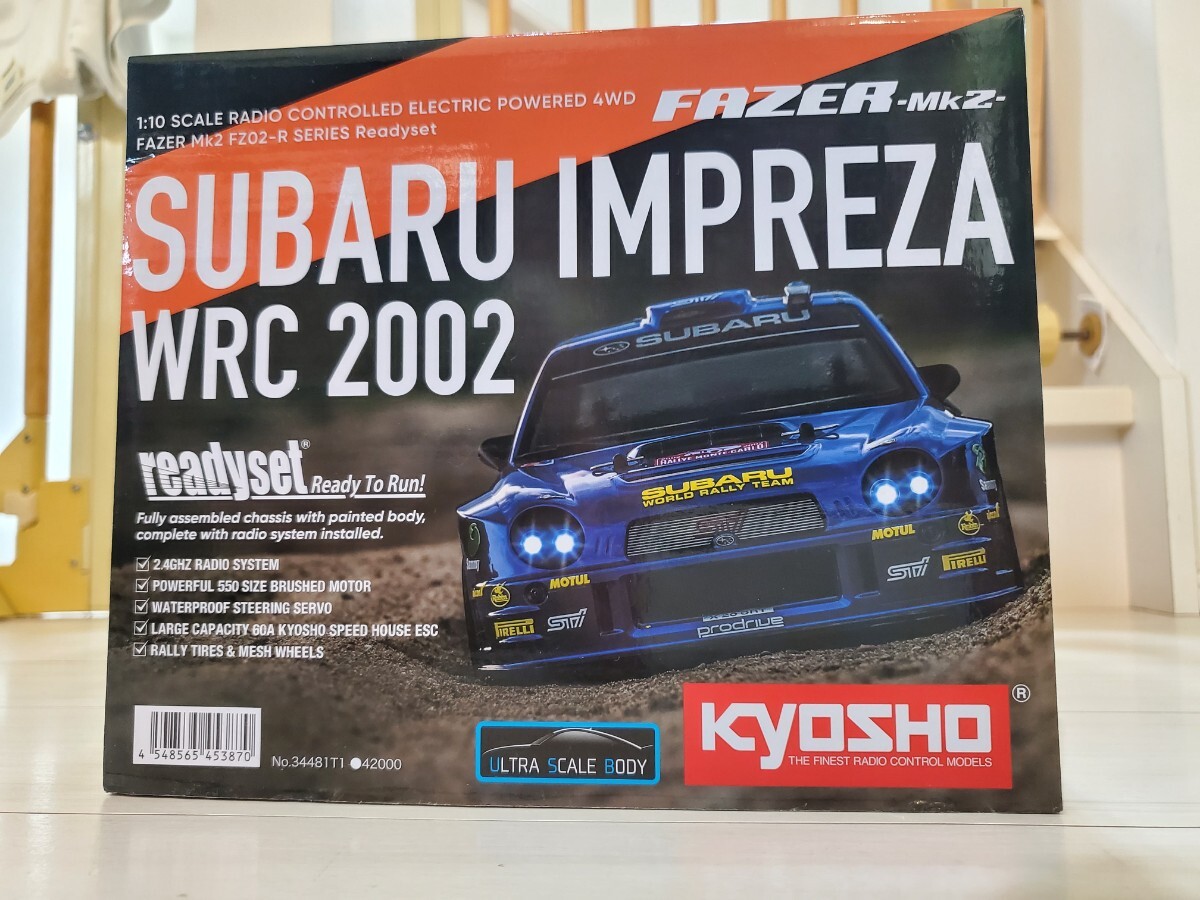 1:10 SCALE RADIO CONTROLLED ELECTRIC POWERED 4WD
FAZER Mk2 FZ02-R SERIES Readyset
FAZER -Mk2-
SUBARU IMPREZA
WRC 2002
readyset® Ready To Run!
Fully assembled chassis with painted body,
complete with radio system installed.
☑ 2.4GHZ RADIO SYSTEM
☑ POWERFUL 550 SIZE BRUSHED MOTOR
☑ WATERPROOF STEERING SERVO
☑ LARGE CAPACITY 60A KYOSHO SPEED HOUSE ESC
☑ RALLY TIRES & MESH WHEELS
STI
SUBARU
RALLYE MONTE-CARLO
SUBARU
WORLD RALLY TEAM
MOTUL
MOTUL
STI
PIRELLI
PIRELLI
STI
prodrive
4 548565 453870
No.34481T1 ●42000
ULTRA SCALE BODY
KYOSHO®
THE FINEST RADIO CONTROL MODELS